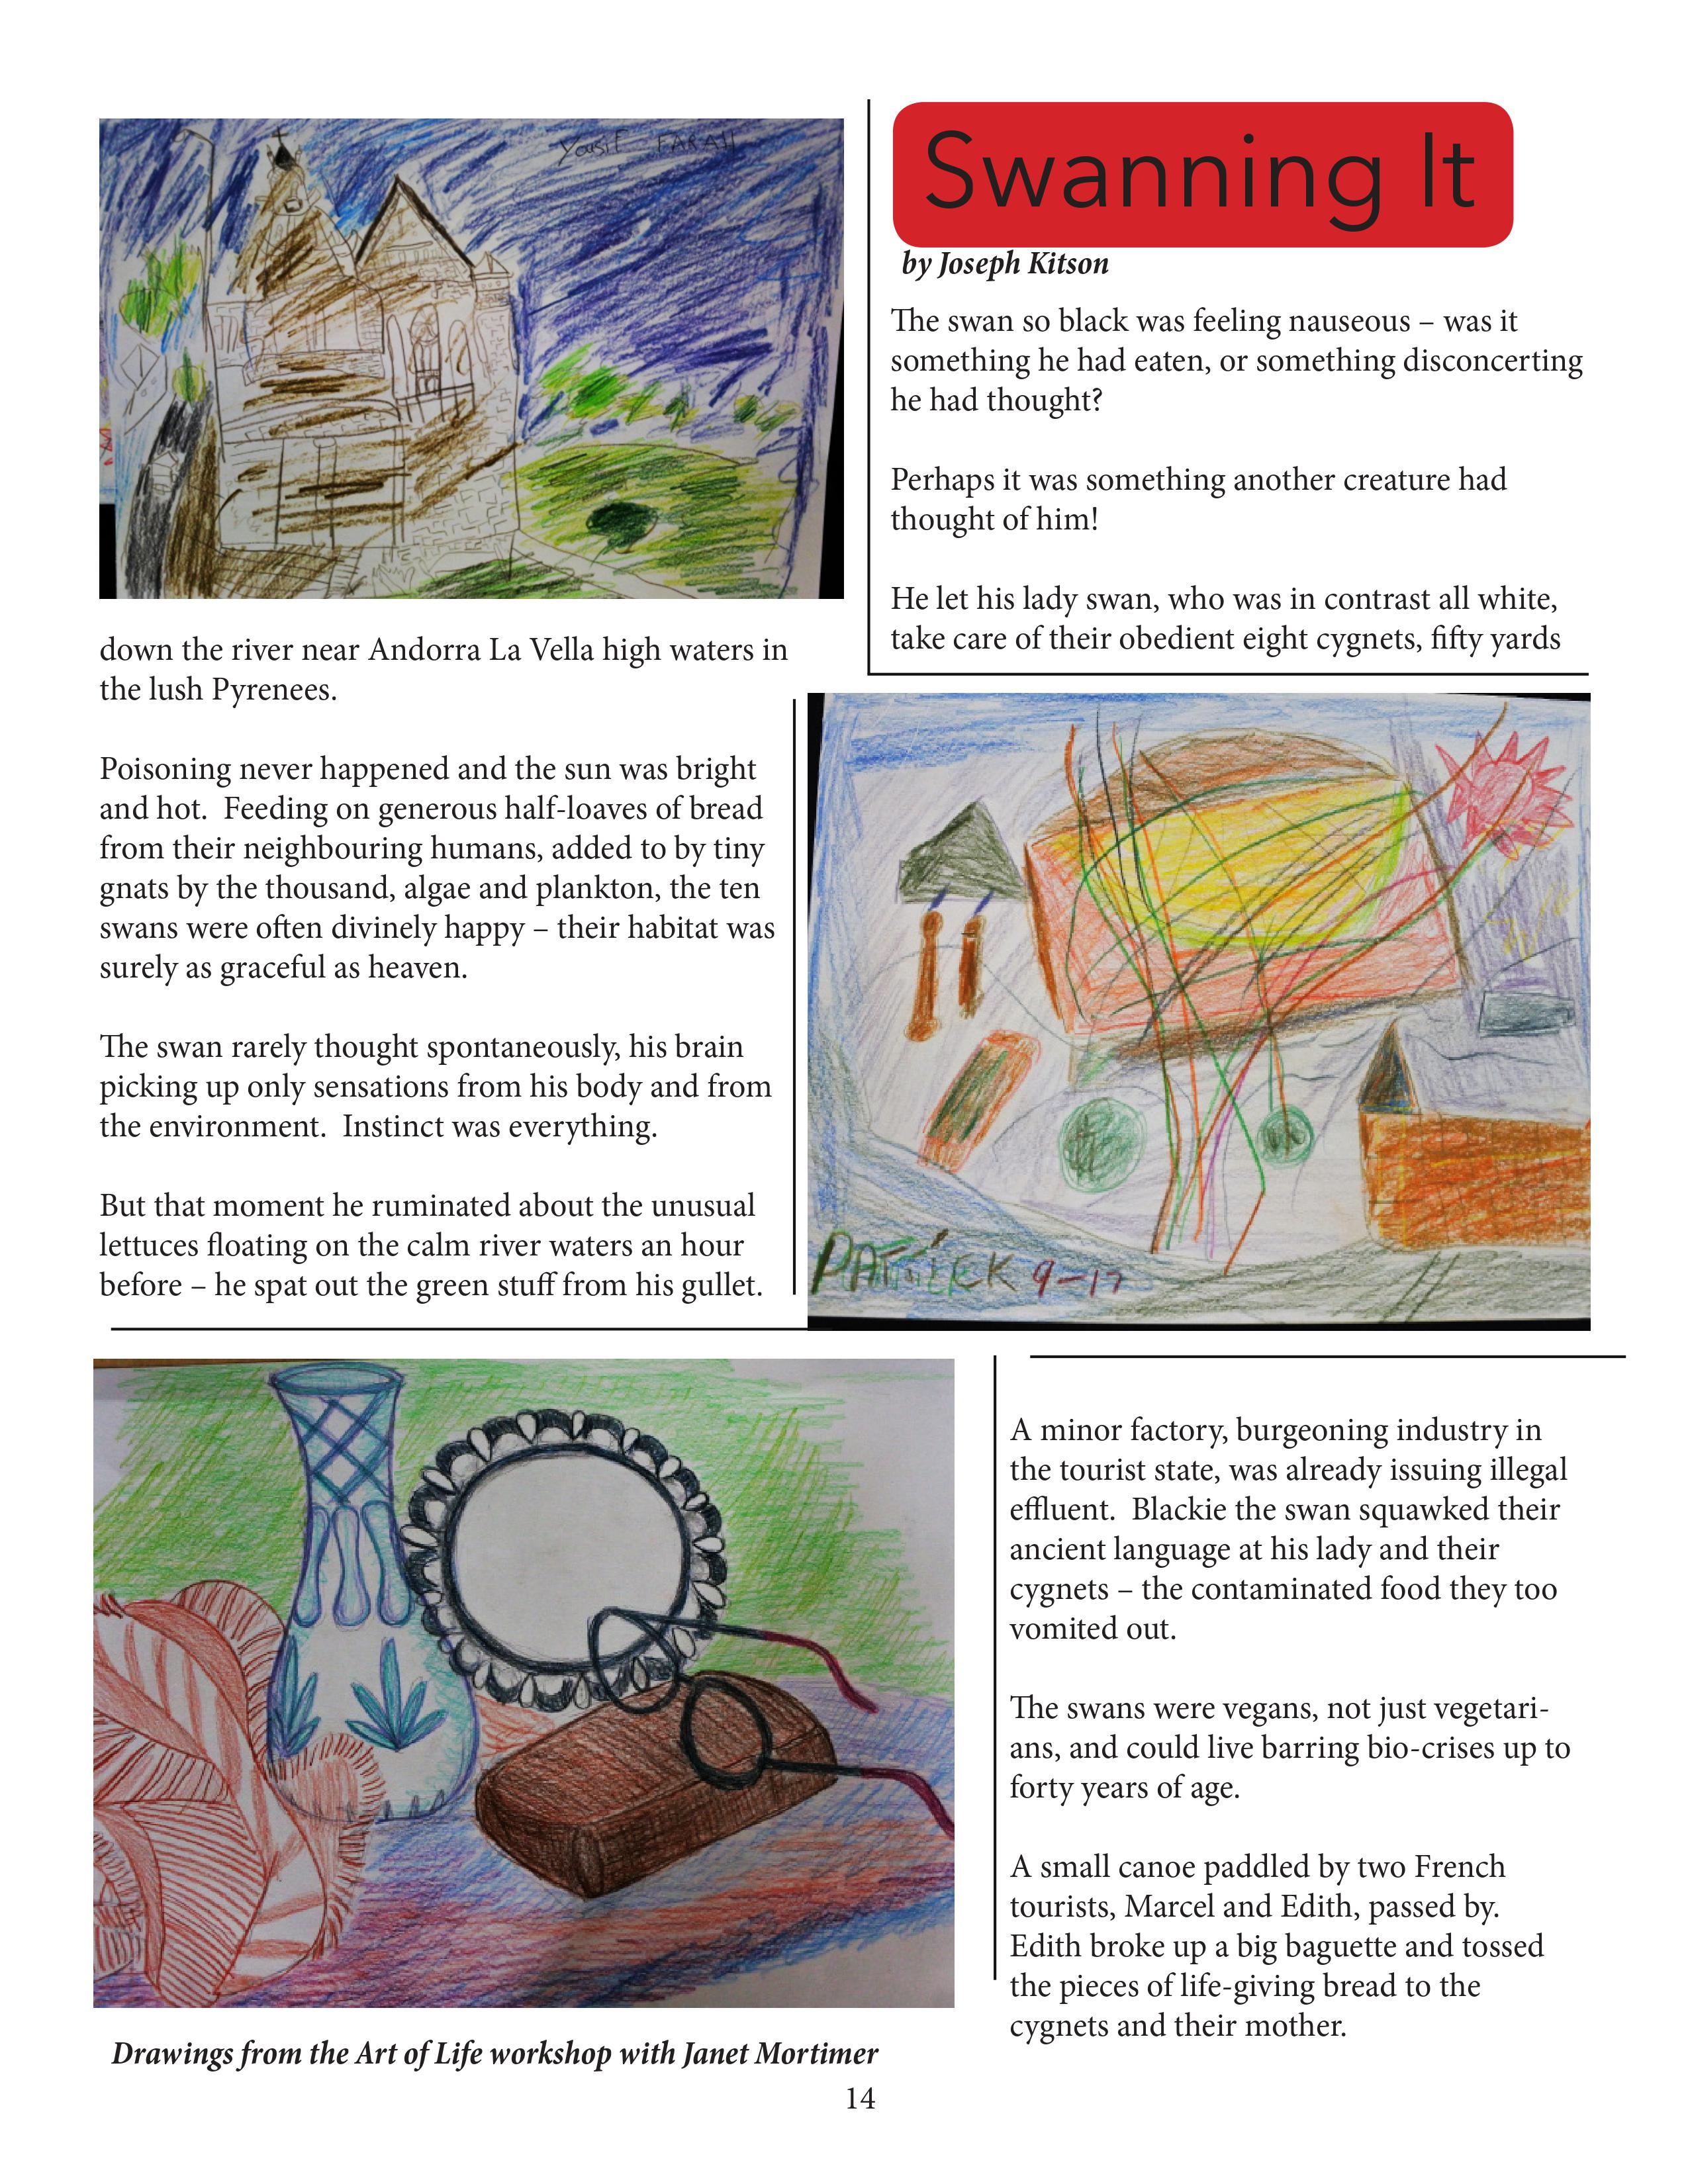 Yousif FARAH
Swanning It
by Joseph Kitson
The swan so black was feeling nauseous – was it
something he had eaten, or something disconcerting
he had thought?
Perhaps it was something another creature had
thought of him!
He let his lady swan, who was in contrast all white,
take care of their obedient eight cygnets, fifty yards
down the river near Andorra La Vella high waters in
the lush Pyrenees.
Poisoning never happened and the sun was bright
and hot.  Feeding on generous half-loaves of bread
from their neighbouring humans, added to by tiny
gnats by the thousand, algae and plankton, the ten
swans were often divinely happy – their habitat was
surely as graceful as heaven.
The swan rarely thought spontaneously, his brain
picking up only sensations from his body and from
the environment.  Instinct was everything.
But that moment he ruminated about the unusual
lettuces floating on the calm river waters an hour
before – he spat out the green stuff from his gullet.
PATRICK 9-17
A minor factory, burgeoning industry in
the tourist state, was already issuing illegal
effluent.  Blackie the swan squawked their
ancient language at his lady and their
cygnets – the contaminated food they too
vomited out.
The swans were vegans, not just vegetari-
ans, and could live barring bio-crises up to
forty years of age.
A small canoe paddled by two French
tourists, Marcel and Edith, passed by.
Edith broke up a big baguette and tossed
the pieces of life-giving bread to the
cygnets and their mother.
Drawings from the Art of Life workshop with Janet Mortimer
14